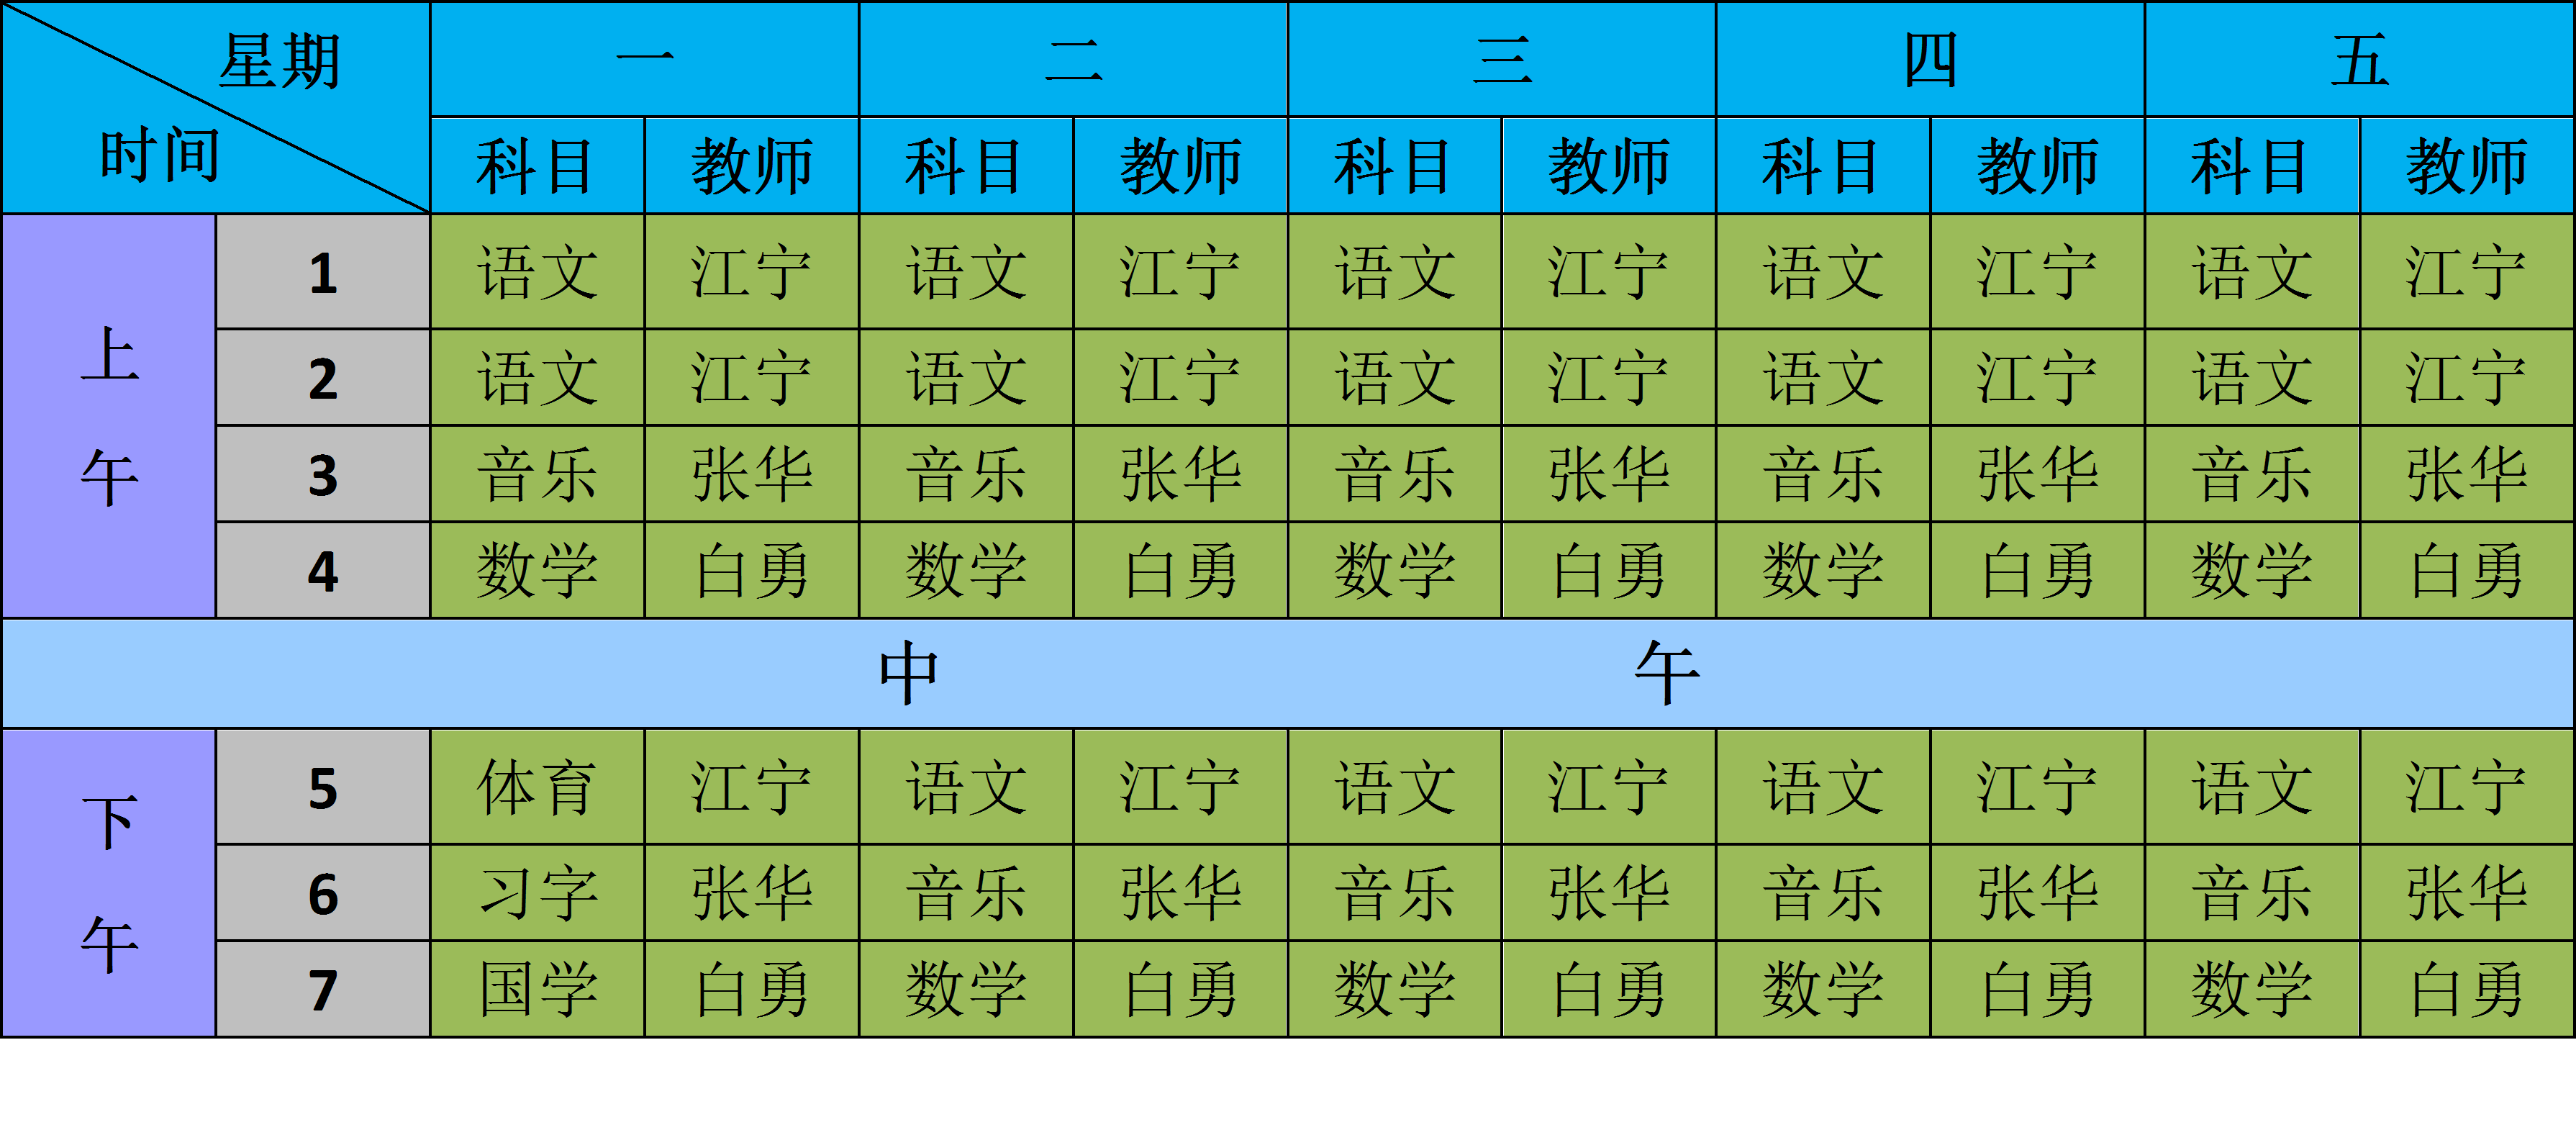 星期 一 二 三 四 五
时间 科目 教师 科目 教师 科目 教师 科目 教师 科目 教师
上午
1 语文 江宁 语文 江宁 语文 江宁 语文 江宁 语文 江宁
2 语文 江宁 语文 江宁 语文 江宁 语文 江宁 语文 江宁
3 音乐 张华 音乐 张华 音乐 张华 音乐 张华 音乐 张华
4 数学 白勇 数学 白勇 数学 白勇 数学 白勇 数学 白勇
中 午
下午
5 体育 江宁 语文 江宁 语文 江宁 语文 江宁 语文 江宁
6 习字 张华 音乐 张华 音乐 张华 音乐 张华 音乐 张华
7 国学 白勇 数学 白勇 数学 白勇 数学 白勇 数学 白勇